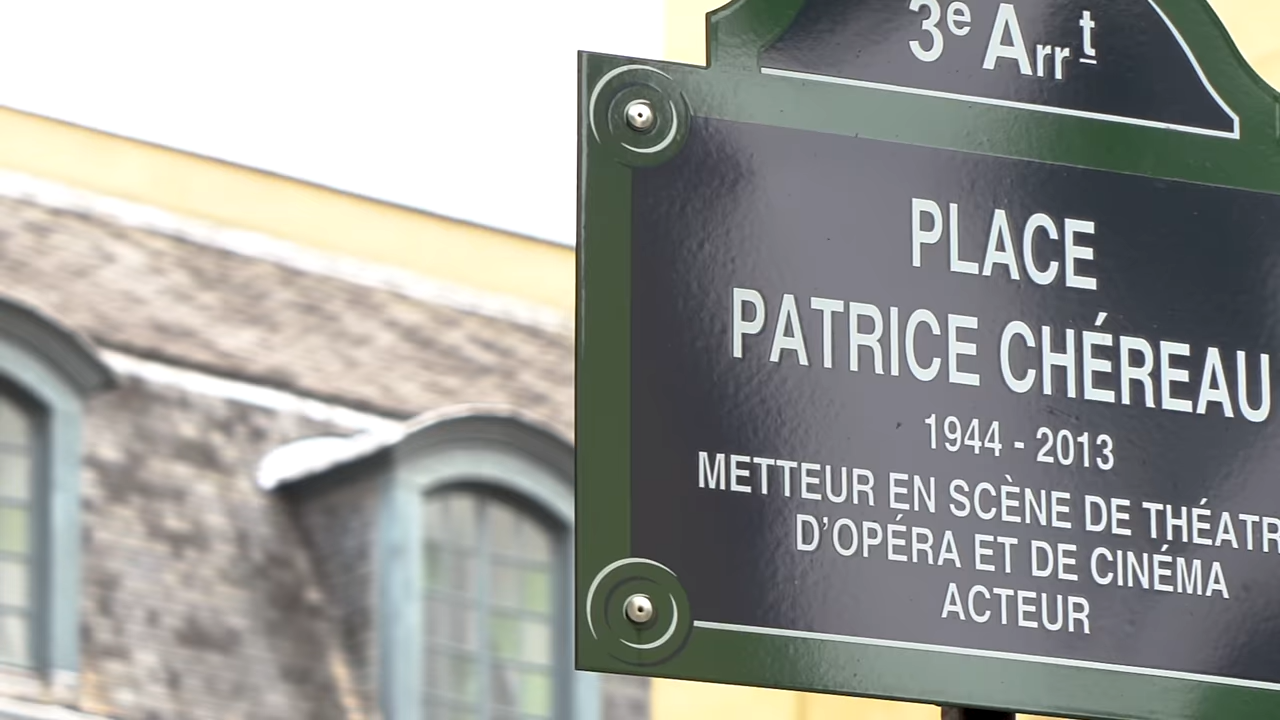 3e Arrt
PLACE
PATRICE CHÉREAU
1944 - 2013
METTEUR EN SCÈNE DE THÉATR
D'OPÉRA ET DE CINÉMA
ACTEUR